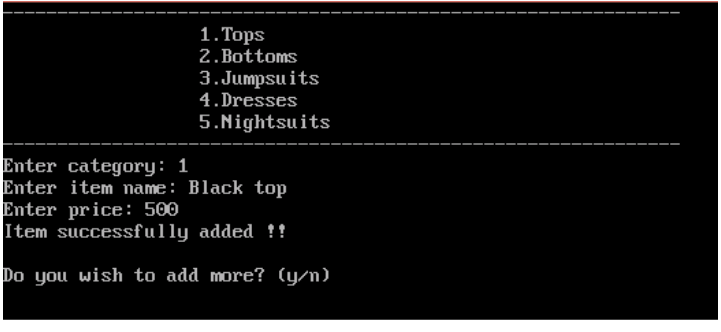 1.Tops
2.Bottoms
3.Jumpsuits
4.Dresses
5.Nightsuits
Enter category: 1
Enter item name: Black top
Enter price: 500
Item successfully added !!
Do you wish to add more? (y/n)